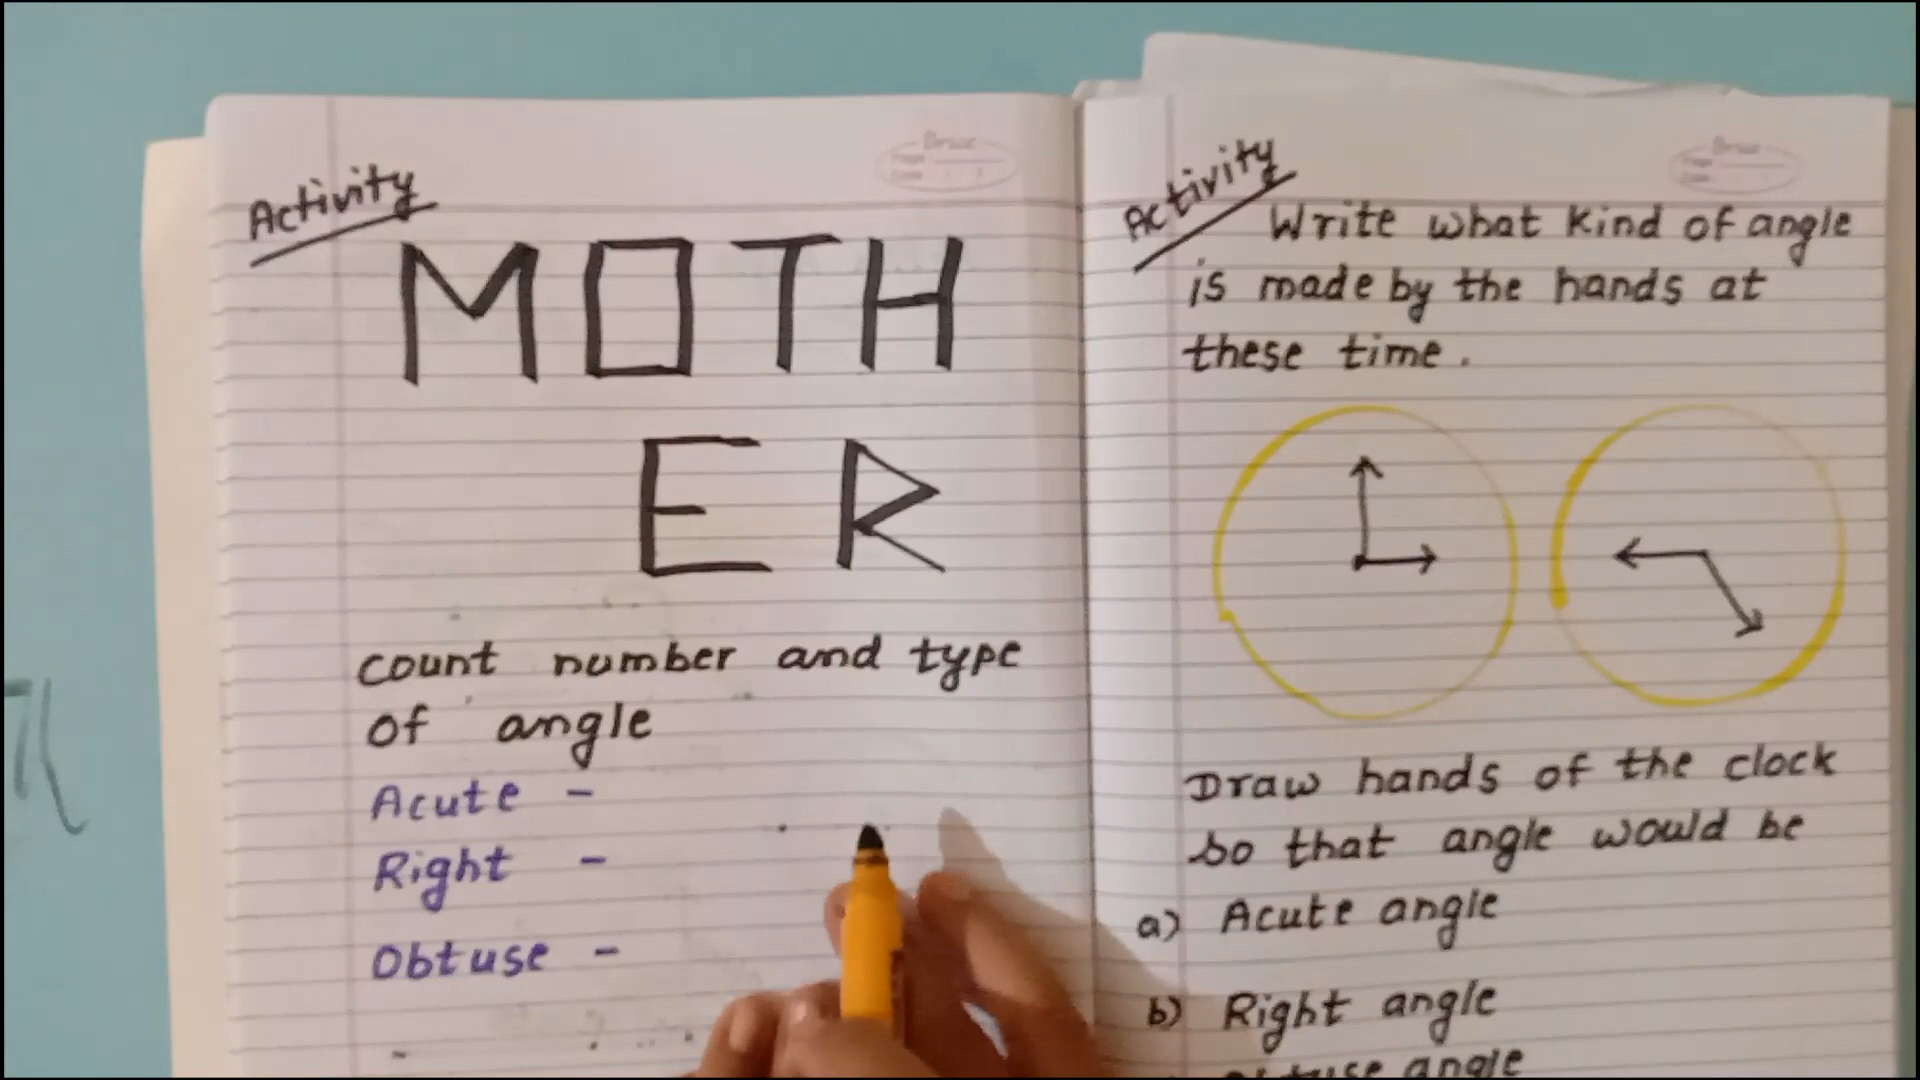 Activity
MOTH
ER
count number and type
of angle
Acute -
Right -
Obtuse -
Activity
Write what kind of angle
is made by the hands at
these time.
Draw hands of the clock
so that angle would be
a) Acute angle
b) Right angle
obtuse angle